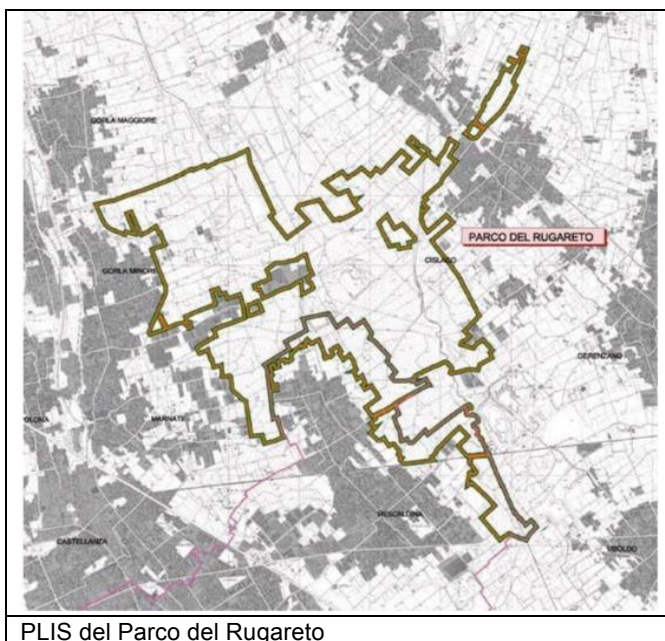 GORLA MAGGIORE
PARCO DEL RUGARETO
CISLAGO
GORLA MINORE
GERENZANO
MARNATE
OLONA
RESCALDINA
CASTELLANZA
UBOLDO
PLIS del Parco del Rugareto